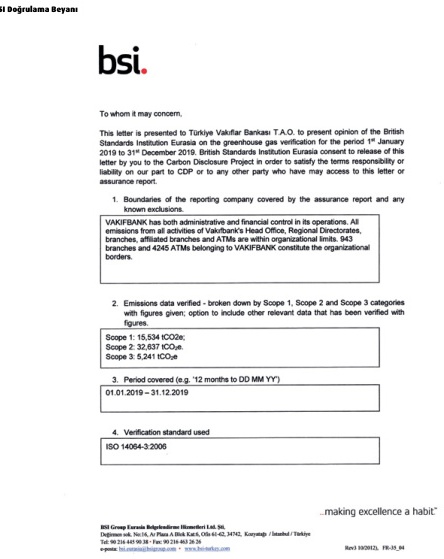 SI Doğrulama Beyanı
bsi.
To whom it may concern,
This letter is presented to Türkiye Vakıflar Bankası T.A.O. to present opinion of the British
Standards Institution Eurasia on the greenhouse gas verification for the period 1st January
2019 to 31st December 2019. British Standards Institution Eurasia consent to release of this
letter by you to the Carbon Disclosure Project in order to satisfy the terms responsibility or
liability on our part to CDP or to any other party who may have access to this letter or
assurance report.
1. Boundaries of the reporting company covered by the assurance report and any
known exclusions.
VAKIFBANK has both administrative and financial control in its operations. All
emissions from all activities of Vakıfbank's Head Office, Regional Directorates,
branches, affiliated branches and ATMs are within organizational limits. 943
branches and 4245 ATMs belonging to VAKIFBANK constitute the organizational
borders.
2. Emissions data verified - broken down by Scope 1, Scope 2 and Scope 3 categories
with figures given; option to include other relevant data that has been verified with
figures.
Scope 1: 15,534 tCO2e;
Scope 2: 32,637 tCO₂e.
Scope 3: 5,241 tCO₂e
3. Period covered (e.g. '12 months to DD MM YY')
01.01.2019 – 31.12.2019
4. Verification standard used
ISO 14064-3:2006
...making excellence a habit.™
BSI Group Eurasia Belgelendirme Hizmetleri Ltd. Şti.
Değirmen sok. No:16, Ar Plaza A Blok Kat:6, Ofis 61-62, 34742, Kozyatağı / İstanbul / Türkiye
Tel: 90 216 445 90 38 • Fax: 90 216 463 26 26
e-posta: bsi.eurasia@bsigroup.com • www.bsiturkey.com
Rev3 10/2012), FR-35_04